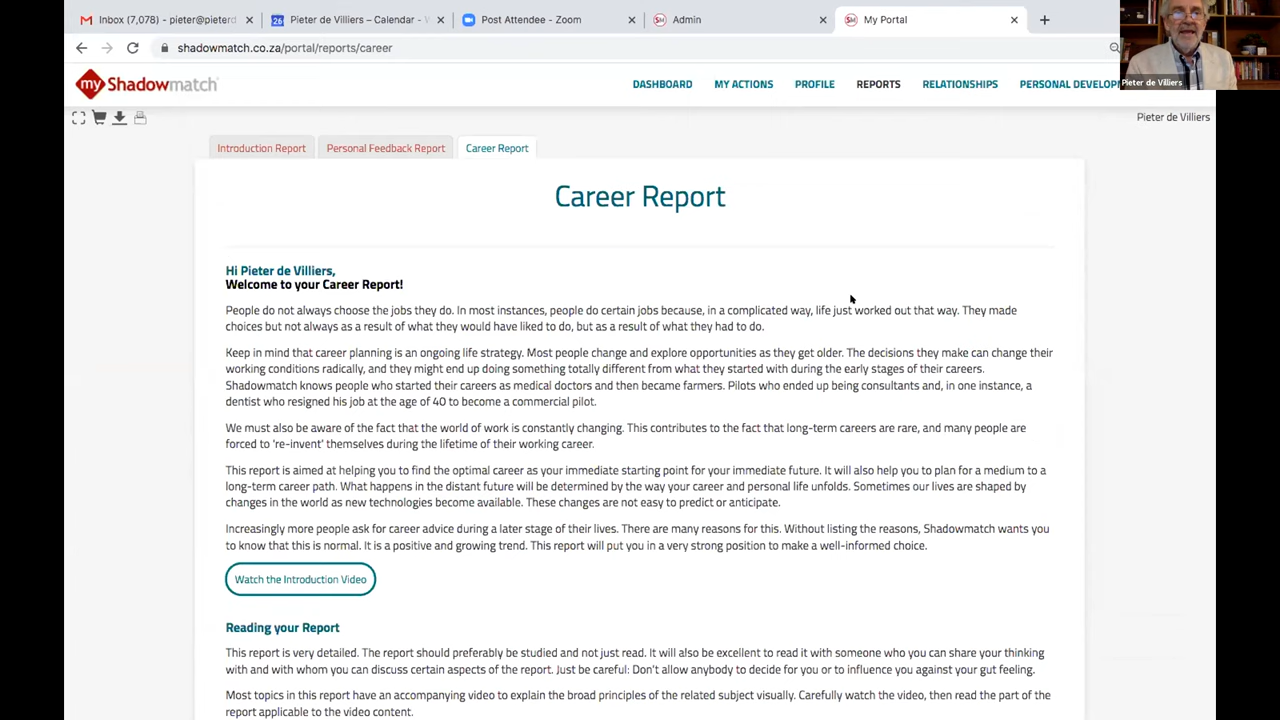 Inbox (7,078) - pieter@pieterd
26
Pieter de Villiers – Calendar -
Post Attendee - Zoom
SM
Admin
SM
My Portal
shadowmatch.co.za/portal/reports/career
my Shadowmatch
DASHBOARD
MY ACTIONS
PROFILE
REPORTS
RELATIONSHIPS
PERSONAL DEVELOPM
Pieter de Villiers
Pieter de Villiers
Introduction Report
Personal Feedback Report
Career Report
Career Report
Hi Pieter de Villiers,
Welcome to your Career Report!
People do not always choose the jobs they do. In most instances, people do certain jobs because, in a complicated way, life just worked out that way. They made
choices but not always as a result of what they would have liked to do, but as a result of what they had to do.
Keep in mind that career planning is an ongoing life strategy. Most people change and explore opportunities as they get older. The decisions they make can change their
working conditions radically, and they might end up doing something totally different from what they started with during the early stages of their careers.
Shadowmatch knows people who started their careers as medical doctors and then became farmers. Pilots who ended up being consultants and, in one instance, a
dentist who resigned his job at the age of 40 to become a commercial pilot.
We must also be aware of the fact that the world of work is constantly changing. This contributes to the fact that long-term careers are rare, and many people are
forced to 're-invent' themselves during the lifetime of their working career.
This report is aimed at helping you to find the optimal career as your immediate starting point for your immediate future. It will also help you to plan for a medium to a
long-term career path. What happens in the distant future will be determined by the way your career and personal life unfolds. Sometimes our lives are shaped by
changes in the world as new technologies become available. These changes are not easy to predict or anticipate.
Increasingly more people ask for career advice during a later stage of their lives. There are many reasons for this. Without listing the reasons, Shadowmatch wants you
to know that this is normal. It is a positive and growing trend. This report will put you in a very strong position to make a well-informed choice.
Watch the Introduction Video
Reading your Report
This report is very detailed. The report should preferably be studied and not just read. It will also be excellent to read it with someone who you can share your thinking
with and with whom you can discuss certain aspects of the report. Just be careful: Don't allow anybody to decide for you or to influence you against your gut feeling.
Most topics in this report have an accompanying video to explain the broad principles of the related subject visually. Carefully watch the video, then read the part of the
report applicable to the video content.